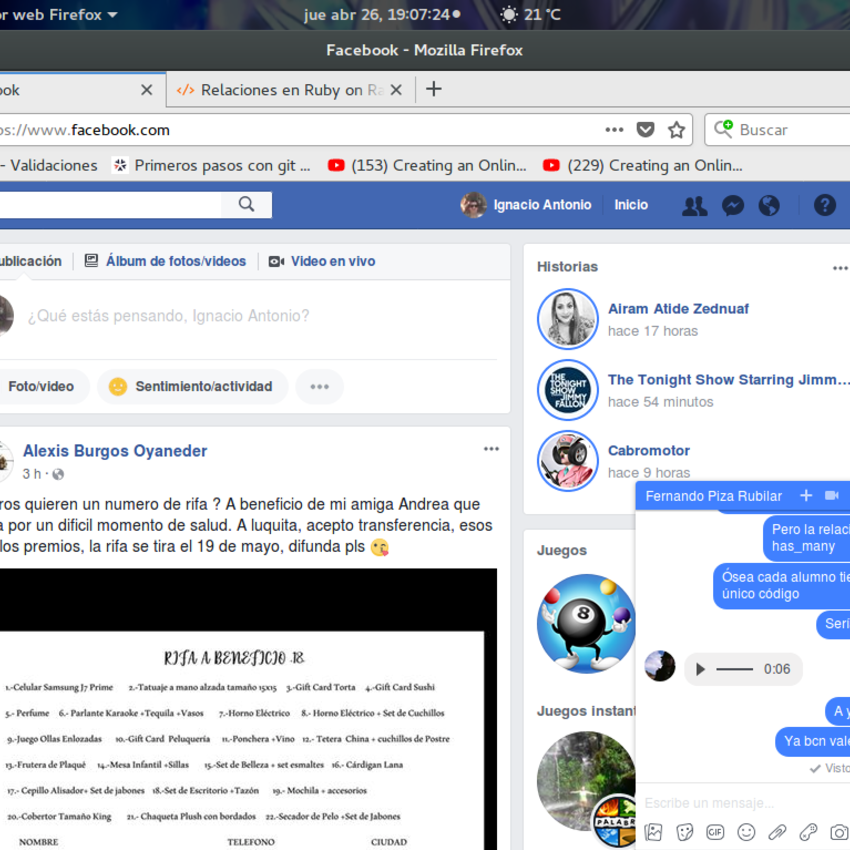 or web Firefox
jue abr 26, 19:07:24
21 °C
Facebook - Mozilla Firefox
ook
</> Relaciones en Ruby on Ra
ps://www.facebook.com
Buscar
- Validaciones
Primeros pasos con git ...
(153) Creating an Onlin...
(229) Creating an Onlin...
Ignacio Antonio
Inicio
ublicación
Álbum de fotos/videos
Video en vivo
¿Qué estás pensando, Ignacio Antonio?
Foto/video
Sentimiento/actividad
Alexis Burgos Oyaneder
3 h
ros quieren un numero de rifa ? A beneficio de mi amiga Andrea que
a por un dificil momento de salud. A luquita, acepto transferencia, esos
los premios, la rifa se tira el 19 de mayo, difunda pls
RIFA A BENEFICIO
1.-Celular Samsung J7 Prime 2.-Tatuaje a mano alzada tamaño 15x15 3.-Gift Card Torta 4.-Gift Card Sushi
5.- Perfume 6.- Parlante Karaoke +Tequila +Vasos 7.-Horno Eléctrico 8.- Horno Eléctrico + Set de Cuchillos
9.-Juego Ollas Enlozadas 10.-Gift Card Peluquería 11.-Ponchera +Vino 12.- Tetera China + cuchillos de Postre
13.-Frutera de Plaqué 14.-Mesa Infantil +Sillas 15.-Set de Belleza + set esmaltes 16.- Cárdigan Lana
17.- Cepillo Alisador+ Set de jabones 18.-Set de Escritorio +Tazón 19.- Mochila + accesorios
20.-Cobertor Tamaño King 21.- Chaqueta Plush con bordados 22.-Secador de Pelo +Set de Jabones
NOMBRE TELEFONO CIUDAD
Historias
Airam Atide Zednuaf
hace 17 horas
THE TONIGHT SHOW
JIMMY FALLON
The Tonight Show Starring Jimm...
hace 54 minutos
Cabromotor
hace 9 horas
Juegos
8
Juegos instant
PALABR
Fernando Piza Rubilar
Pero la relaci
has_many
Ósea cada alumno tie
único código
Serí
0:06
A y
Ya bcn vale
Visto
Escribe un mensaje...
GIF